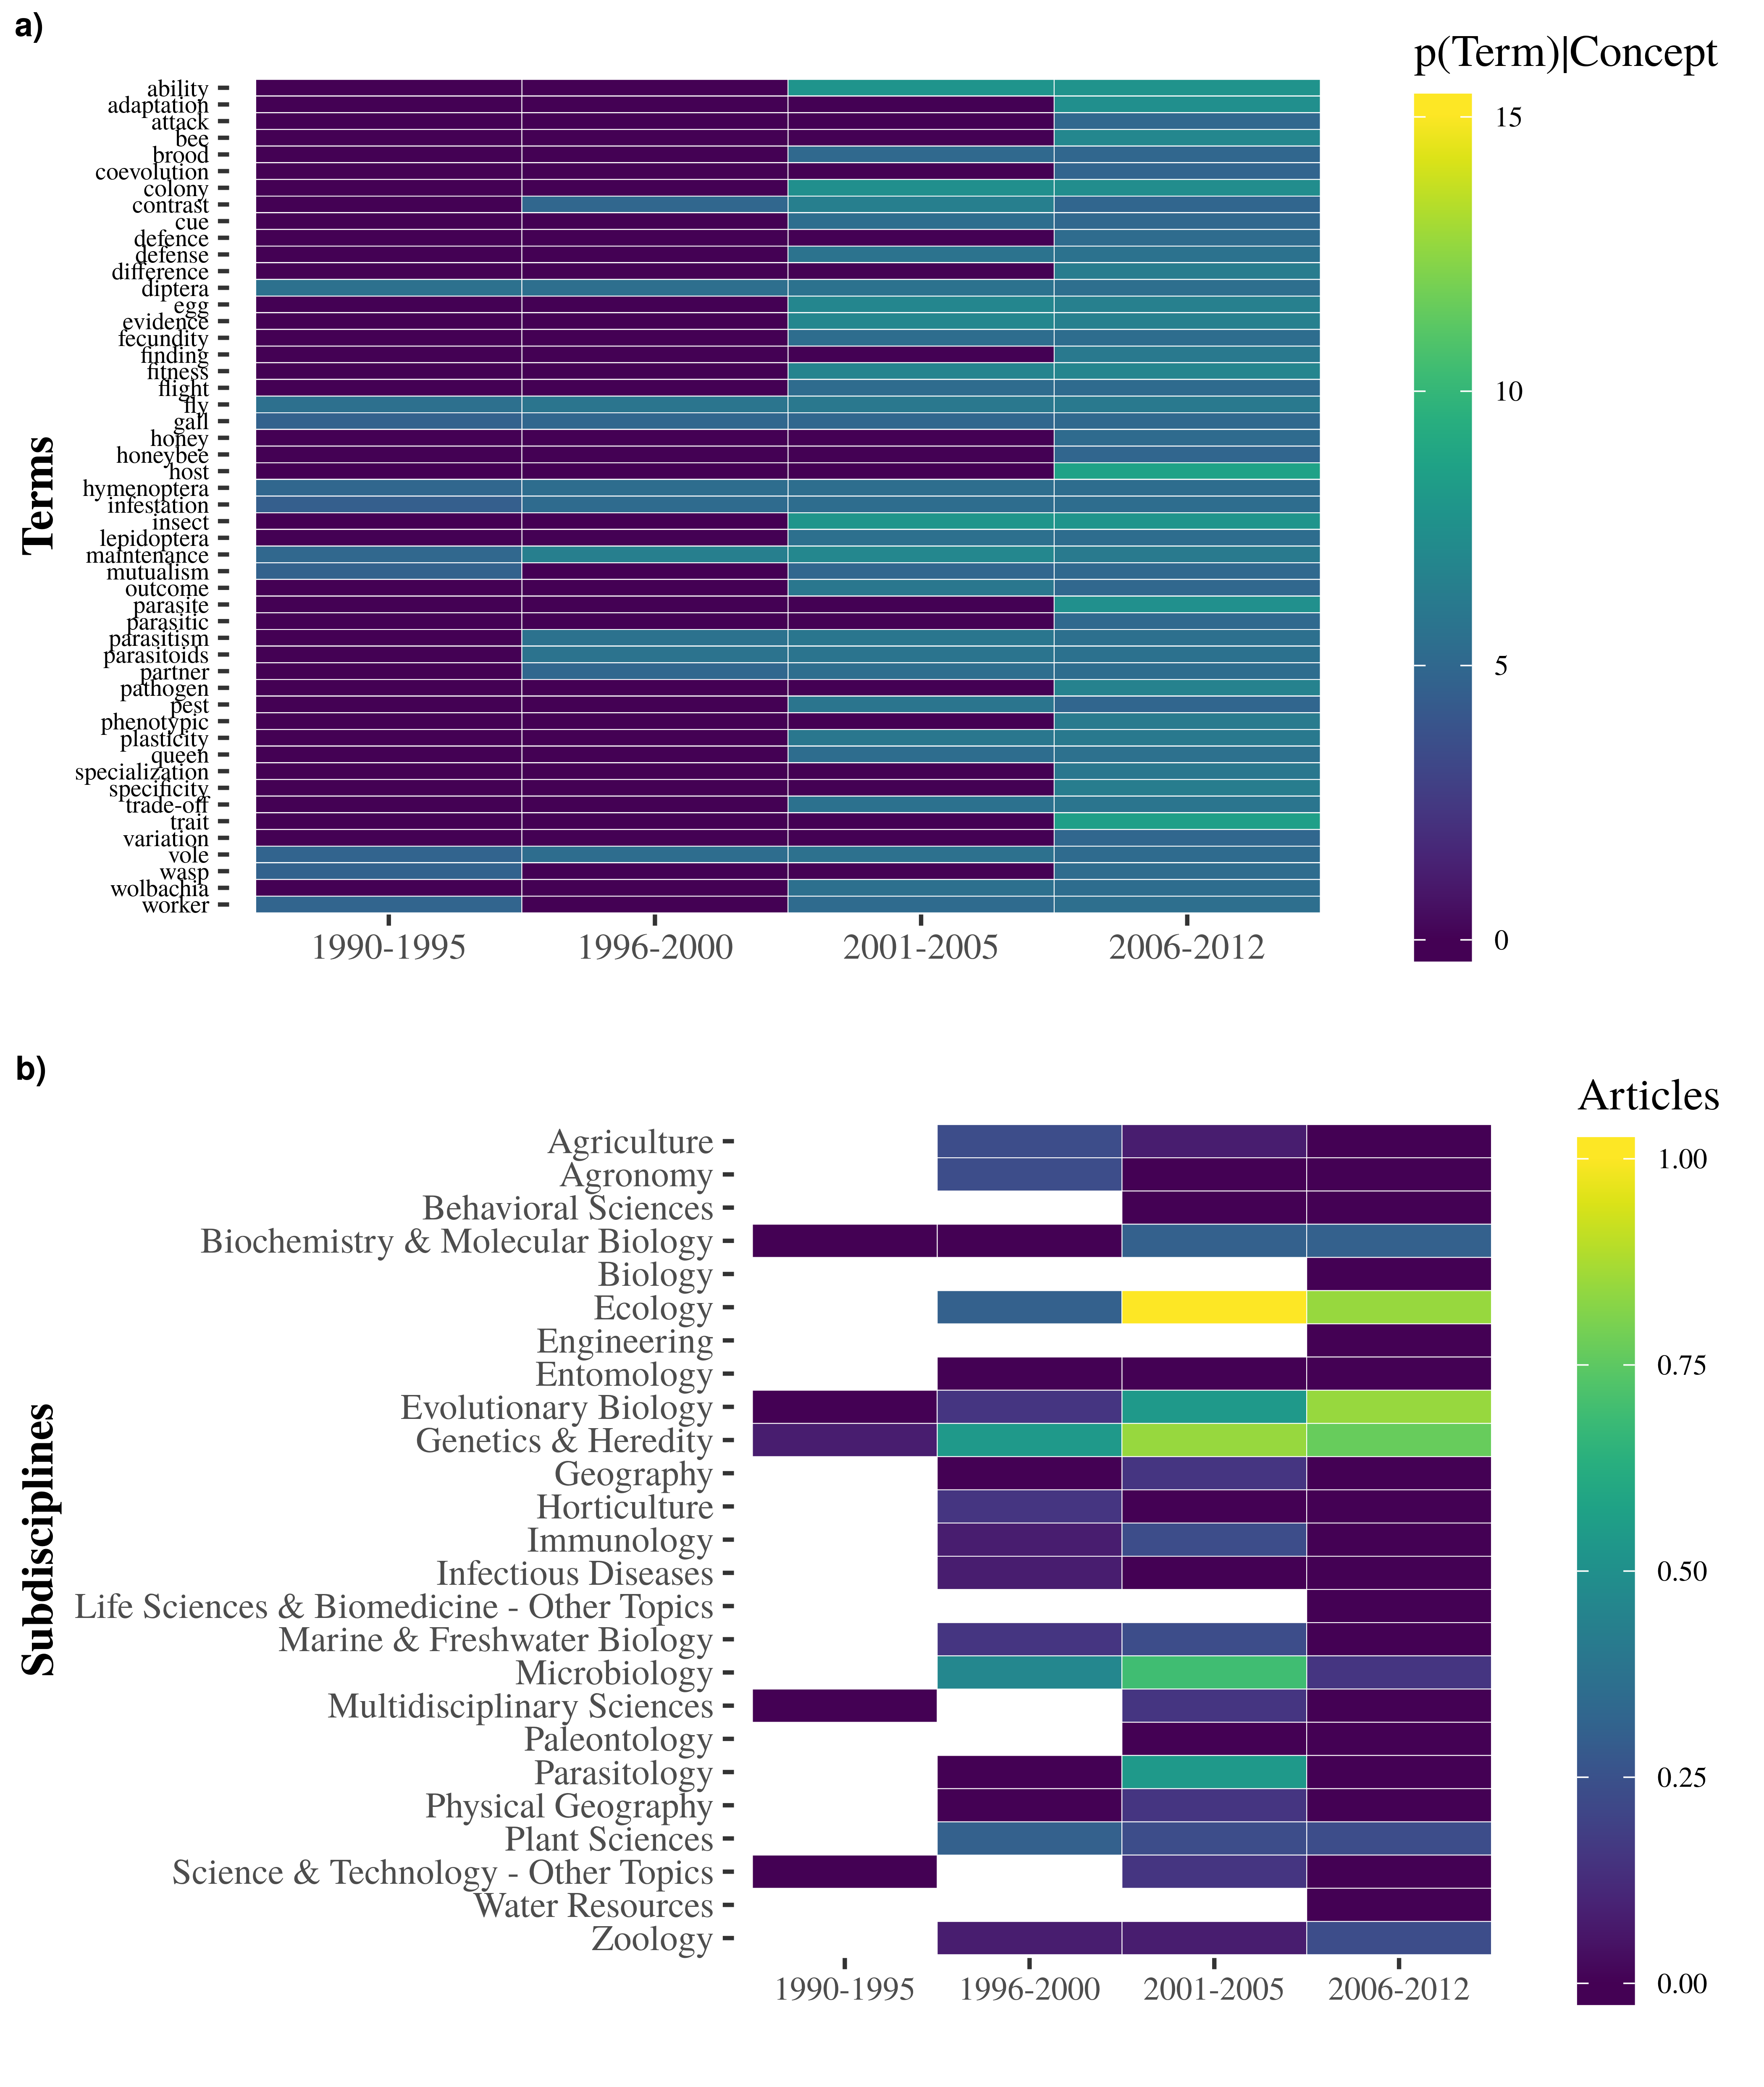 a)
p(Term)|Concept
15
10
5
0
Terms
ability
adaptation
attack
bee
brood
coevolution
colony
contrast
cue
defence
defense
difference
diptera
egg
evidence
fecundity
finding
fitness
flight
fly
gall
honey
honeybee
host
hymenoptera
infestation
insect
lepidoptera
maintenance
mutualism
outcome
parasite
parasitic
parasitism
parasitoids
partner
pathogen
pest
phenotypic
plasticity
queen
specialization
specificity
trade-off
trait
variation
vole
wasp
wolbachia
worker
1990-1995 1996-2000 2001-2005 2006-2012
b)
Articles
1.00
0.75
0.50
0.25
0.00
Subdisciplines
Agriculture
Agronomy
Behavioral Sciences
Biochemistry & Molecular Biology
Biology
Ecology
Engineering
Entomology
Evolutionary Biology
Genetics & Heredity
Geography
Horticulture
Immunology
Infectious Diseases
Life Sciences & Biomedicine - Other Topics
Marine & Freshwater Biology
Microbiology
Multidisciplinary Sciences
Paleontology
Parasitology
Physical Geography
Plant Sciences
Science & Technology - Other Topics
Water Resources
Zoology
1990-1995 1996-2000 2001-2005 2006-2012